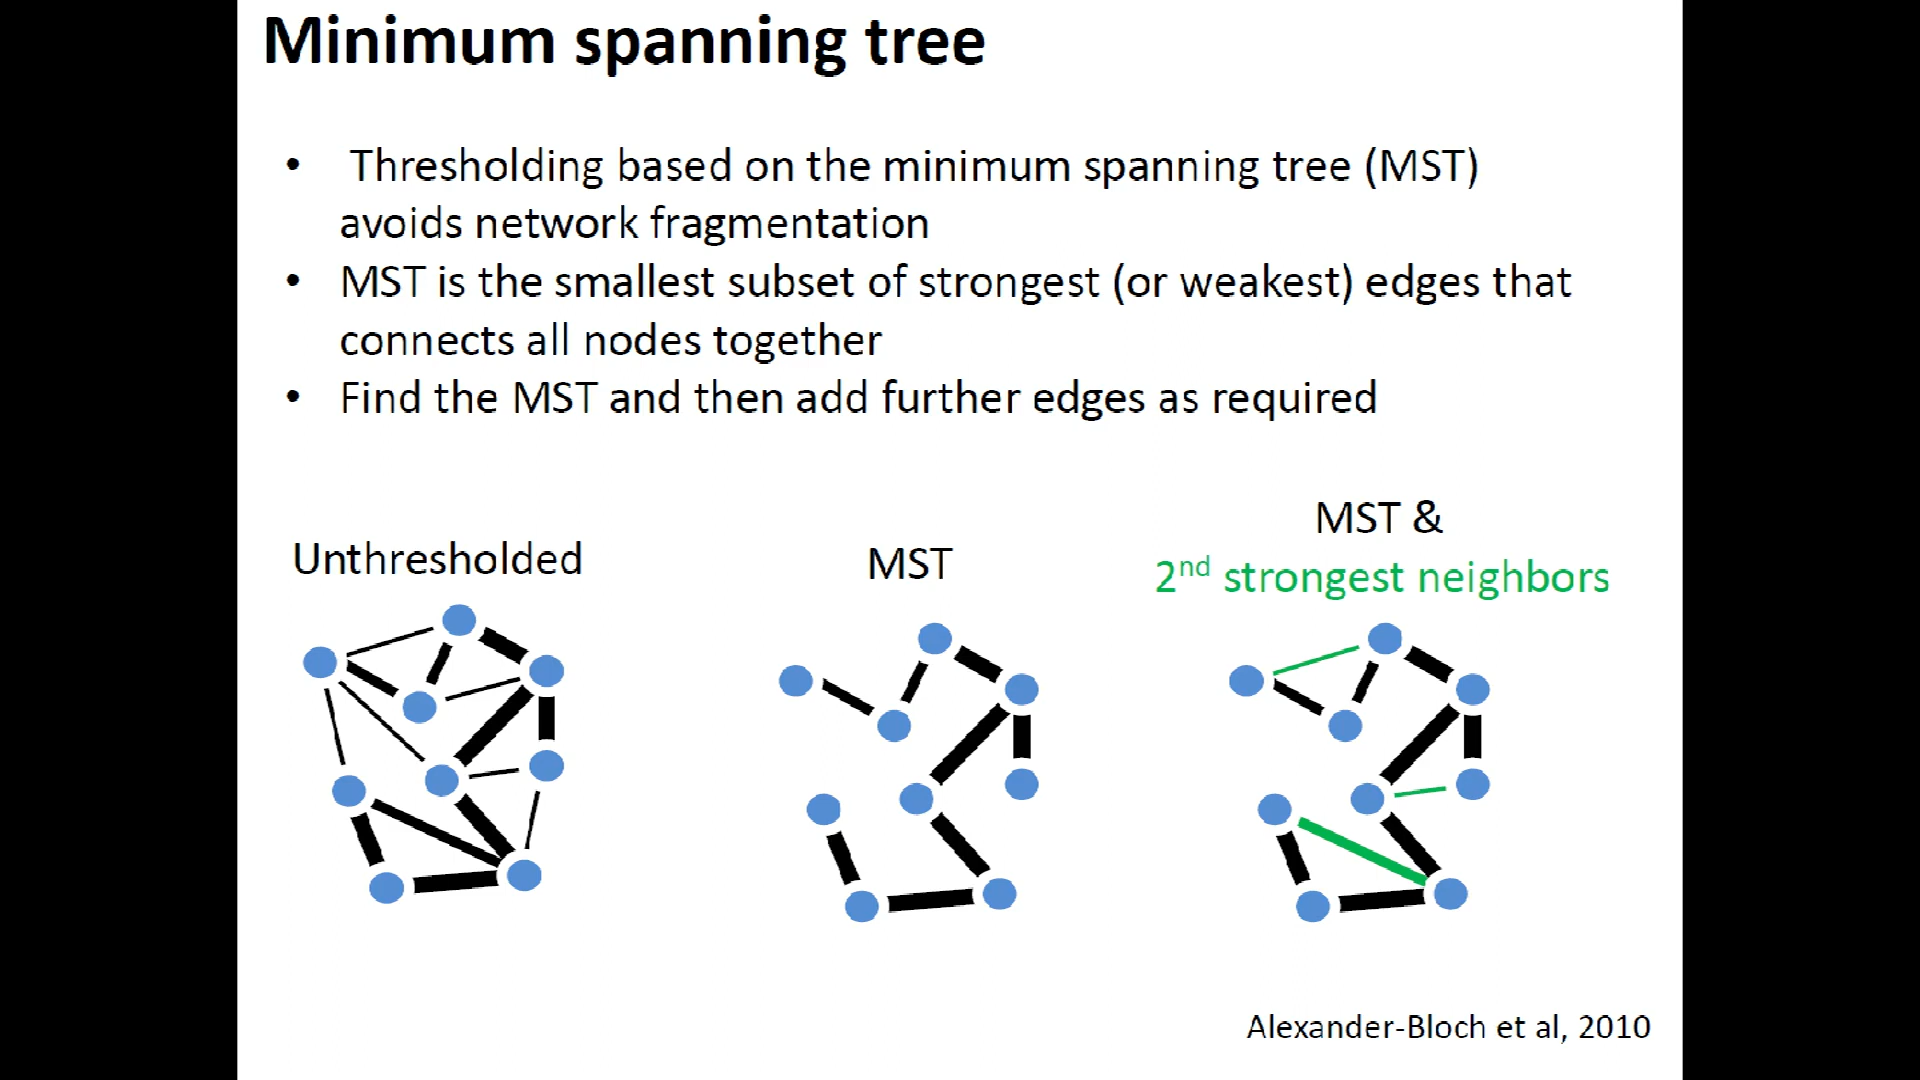 Minimum spanning tree
• Thresholding based on the minimum spanning tree (MST)
avoids network fragmentation
• MST is the smallest subset of strongest (or weakest) edges that
connects all nodes together
• Find the MST and then add further edges as required
Unthresholded
MST
MST &
2nd strongest neighbors
Alexander-Bloch et al, 2010